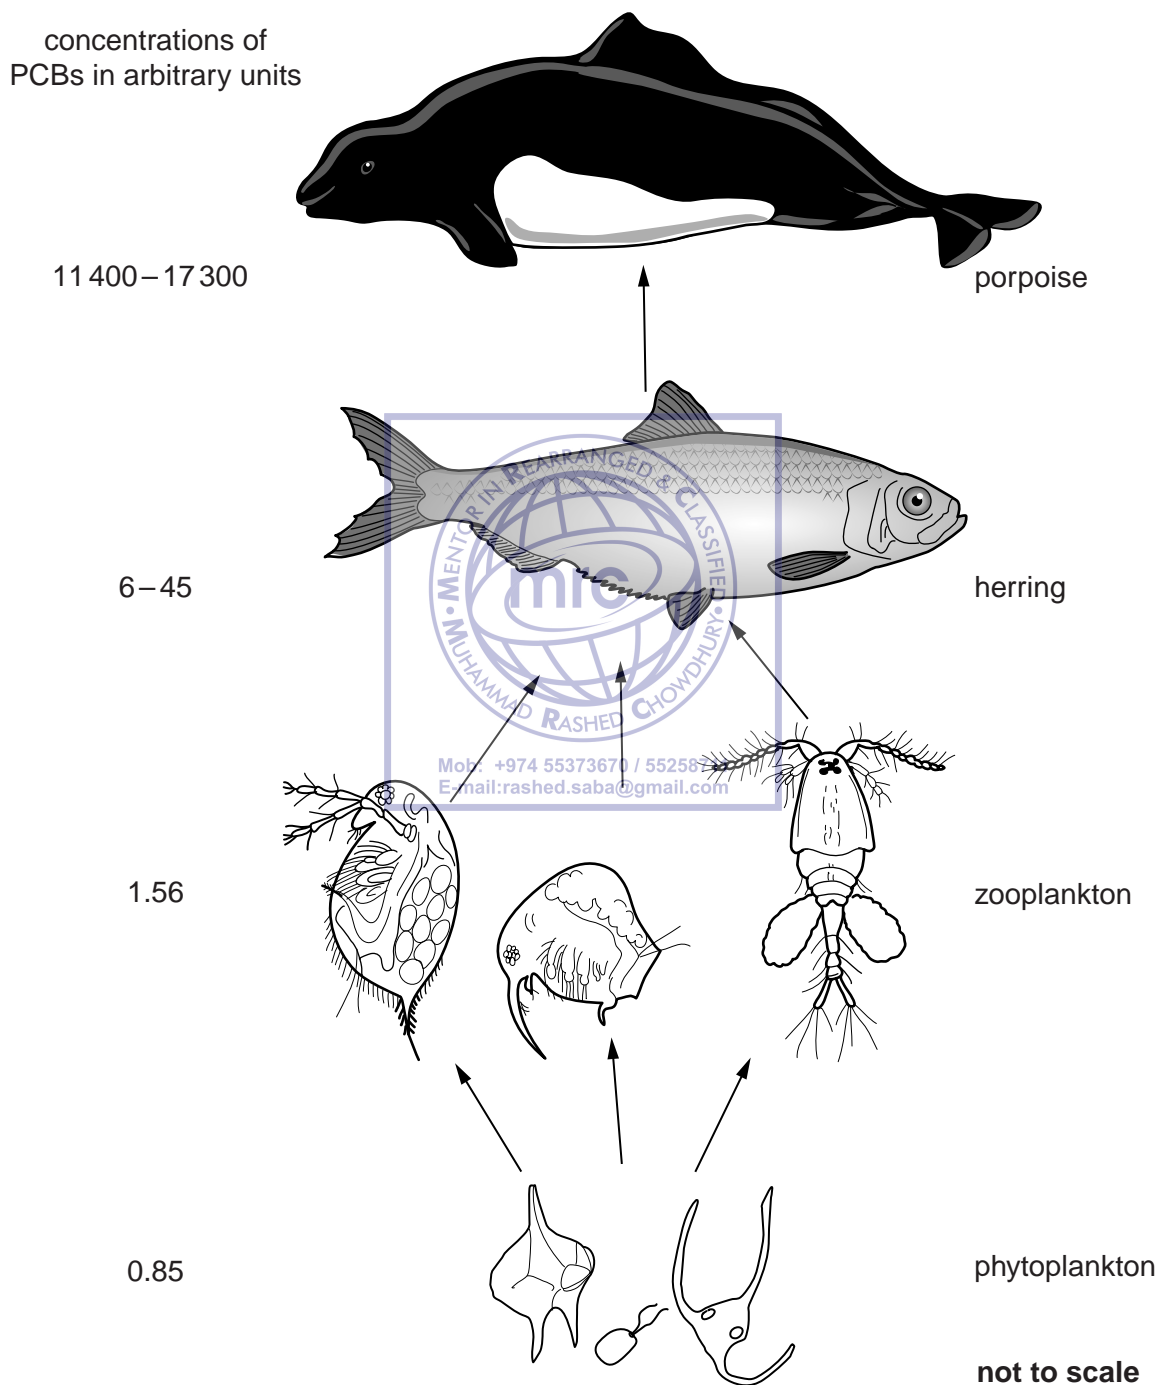 concentrations of
PCBs in arbitrary units
11 400 – 17 300
porpoise
6 – 45
herring
MENTOR IN REARRANGED & CLASSIFIED
mrc
MUHAMMAD RASHED CHOWDHURY
Mob: +974 55373670 / 55258
E-mail:rashed.saba@gmail.com
1.56
zooplankton
0.85
phytoplankton
not to scale